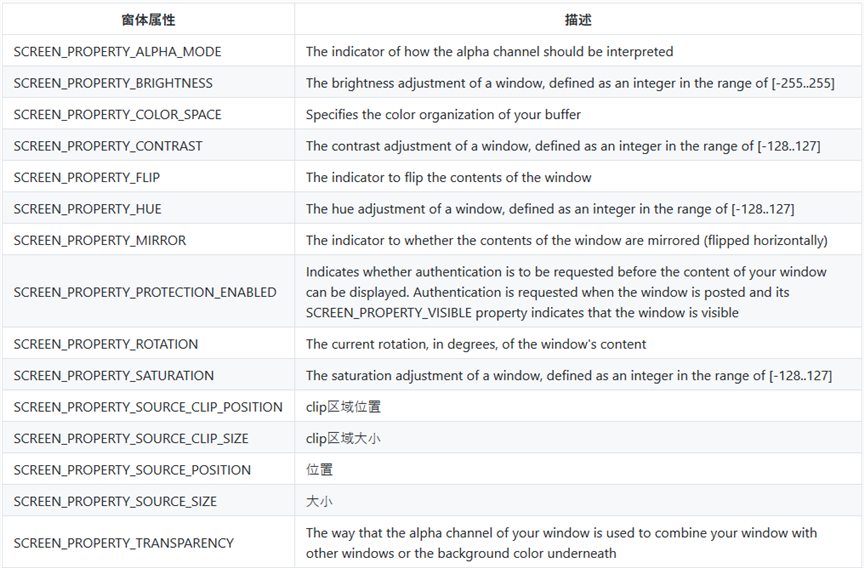 窗体属性 描述
SCREEN_PROPERTY_ALPHA_MODE The indicator of how the alpha channel should be interpreted
SCREEN_PROPERTY_BRIGHTNESS The brightness adjustment of a window, defined as an integer in the range of [-255..255]
SCREEN_PROPERTY_COLOR_SPACE Specifies the color organization of your buffer
SCREEN_PROPERTY_CONTRAST The contrast adjustment of a window, defined as an integer in the range of [-128..127]
SCREEN_PROPERTY_FLIP The indicator to flip the contents of the window
SCREEN_PROPERTY_HUE The hue adjustment of a window, defined as an integer in the range of [-128..127]
SCREEN_PROPERTY_MIRROR The indicator to whether the contents of the window are mirrored (flipped horizontally)
SCREEN_PROPERTY_PROTECTION_ENABLED Indicates whether authentication is to be requested before the content of your window
can be displayed. Authentication is requested when the window is posted and its
SCREEN_PROPERTY_VISIBLE property indicates that the window is visible
SCREEN_PROPERTY_ROTATION The current rotation, in degrees, of the window's content
SCREEN_PROPERTY_SATURATION The saturation adjustment of a window, defined as an integer in the range of [-128..127]
SCREEN_PROPERTY_SOURCE_CLIP_POSITION clip区域位置
SCREEN_PROPERTY_SOURCE_CLIP_SIZE clip区域大小
SCREEN_PROPERTY_SOURCE_POSITION 位置
SCREEN_PROPERTY_SOURCE_SIZE 大小
SCREEN_PROPERTY_TRANSPARENCY The way that the alpha channel of your window is used to combine your window with
other windows or the background color underneath